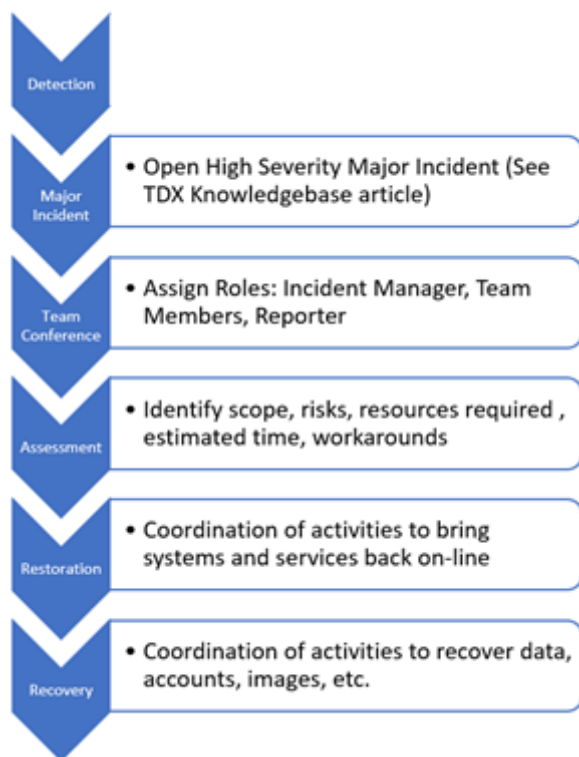 Detection
Major
Incident
• Open High Severity Major Incident (See
TDX Knowledgebase article)
Team
Conference
• Assign Roles: Incident Manager, Team
Members, Reporter
Assessment
• Identify scope, risks, resources required ,
estimated time, workarounds
Restoration
• Coordination of activities to bring
systems and services back on-line
Recovery
• Coordination of activities to recover data,
accounts, images, etc.